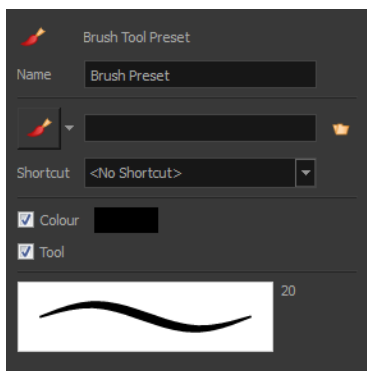 Brush Tool Preset
Name Brush Preset
Shortcut <No Shortcut>
Colour
Tool
20